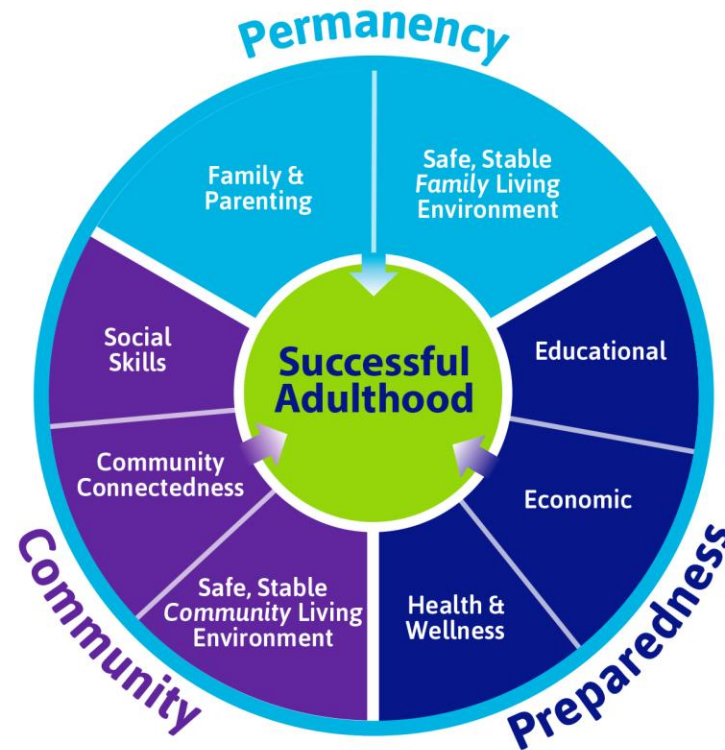 Permanency
Family &
Parenting
Safe, Stable
Family Living
Environment
Social
Skills
Successful
Adulthood
Educational
Community
Connectedness
Economic
Safe, Stable
Community Living
Environment
Health &
Wellness
Community
Preparedness